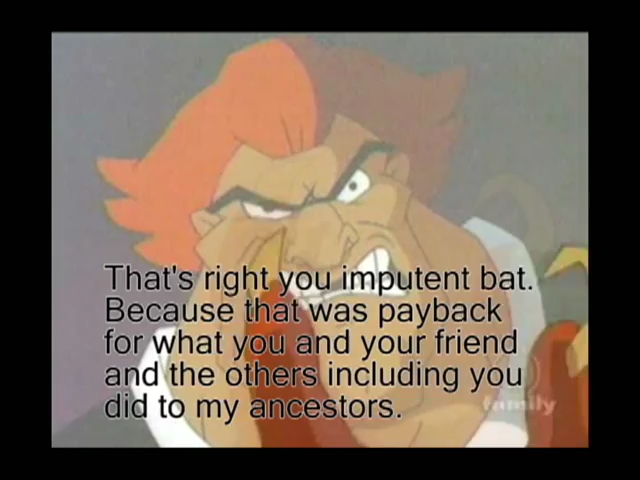 That's right you imputent bat.
Because that was payback
for what you and your friend
and the others including you
did to my ancestors.
family